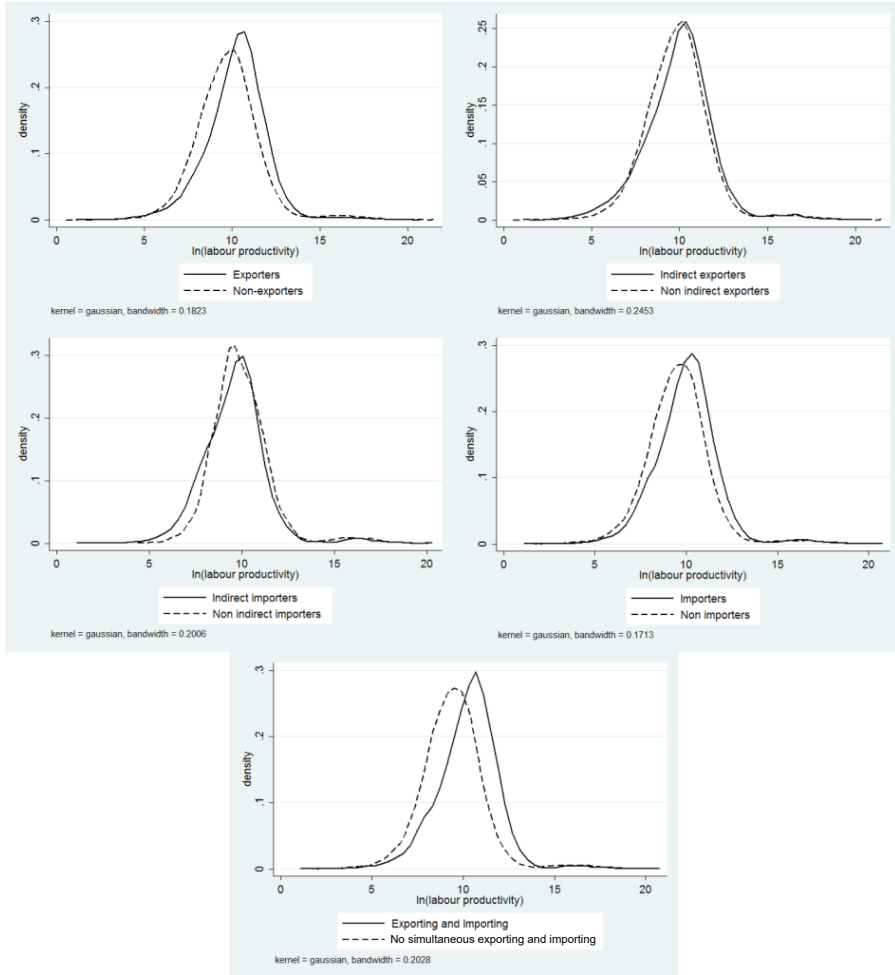 density
.3
.2
.1
0
0 5 10 15 20
ln(labour productivity)
Exporters
Non-exporters
kernel = gaussian, bandwidth = 0.1823
density
.25
.2
.15
.1
.05
0
0 5 10 15 20
ln(labour productivity)
Indirect exporters
Non indirect exporters
kernel = gaussian, bandwidth = 0.2453
density
.3
.2
.1
0
0 5 10 15 20
ln(labour productivity)
Indirect importers
Non indirect importers
kernel = gaussian, bandwidth = 0.2006
density
.3
.2
.1
0
0 5 10 15 20
ln(labour productivity)
Importers
Non importers
kernel = gaussian, bandwidth = 0.1713
density
.3
.2
.1
0
0 5 10 15 20
ln(labour productivity)
Exporting and Importing
No simultaneous exporting and importing
kernel = gaussian, bandwidth = 0.2028